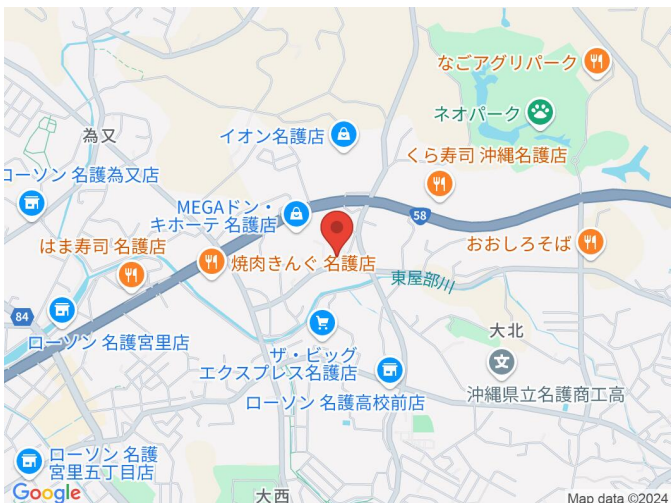 なごアグリパーク
ネオパーク
為又
イオン名護店
くら寿司 沖縄名護店
ローソン 名護為又店
MEGAドン・
キホーテ 名護店
58
はま寿司 名護店
焼肉きんぐ 名護店
おおしろそば
東屋部川
84
ローソン 名護宮里店
大北
ザ・ビッグ
エクスプレス名護店
沖縄県立名護商工高
ローソン 名護高校前店
ローソン 名護
宮里五丁目店
大西
Google
Map data ©2024